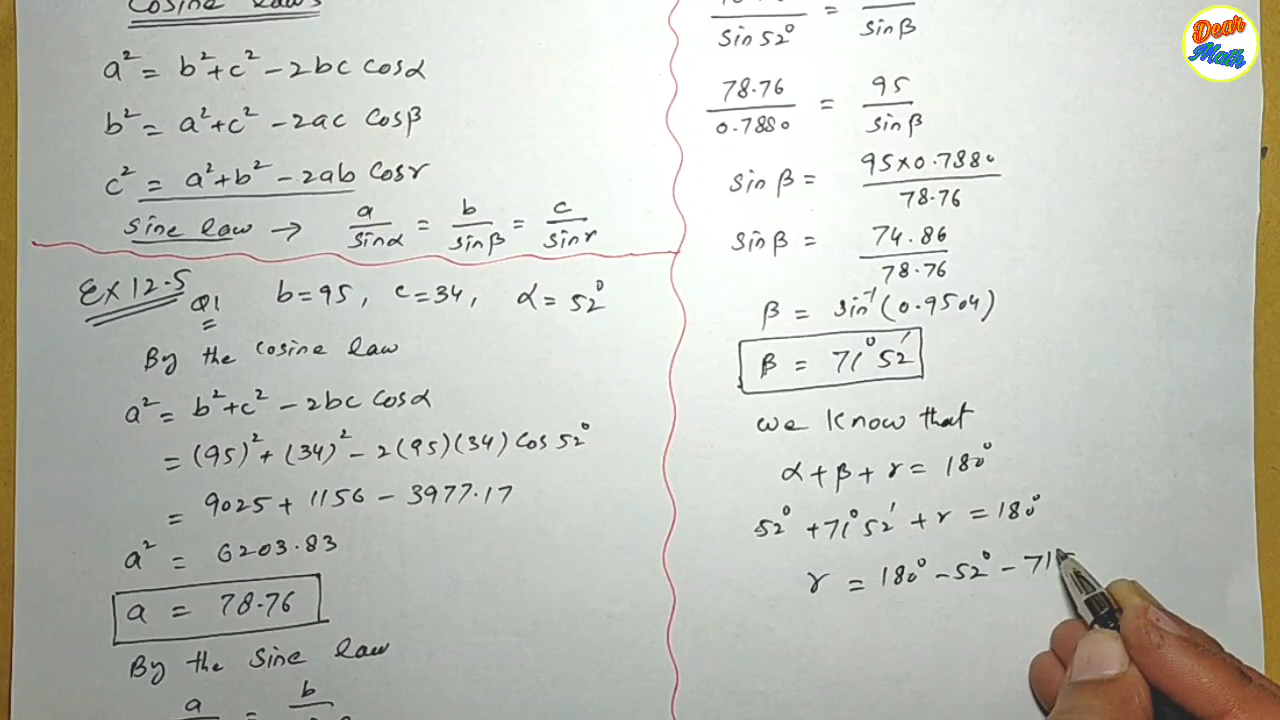 Cosine laws
a² = b²+c² - 2bc cosα
b² = a²+c² - 2ac cosβ
c² = a²+b² - 2ab cosγ
Sine law → a/sinα = b/sinβ = c/sinγ
Ex 12.5
Q1 b=95, c=34, α=52°
By the cosine law
a² = b²+c² - 2bc cosα
= (95)² + (34)² - 2(95)(34) cos 52°
= 9025 + 1156 - 3977.17
a² = 6203.83
a = 78.76
By the sine law
a = b
sin52° = sinβ
78.76/0.7880 = 95/sinβ
sinβ = 95×0.7880/78.76
sinβ = 74.86/78.76
β = sin⁻¹(0.9504)
β = 71°52'
we know that
α+β+γ = 180°
52° + 71°52' + γ = 180°
γ = 180° - 52° - 71
Dear
Math